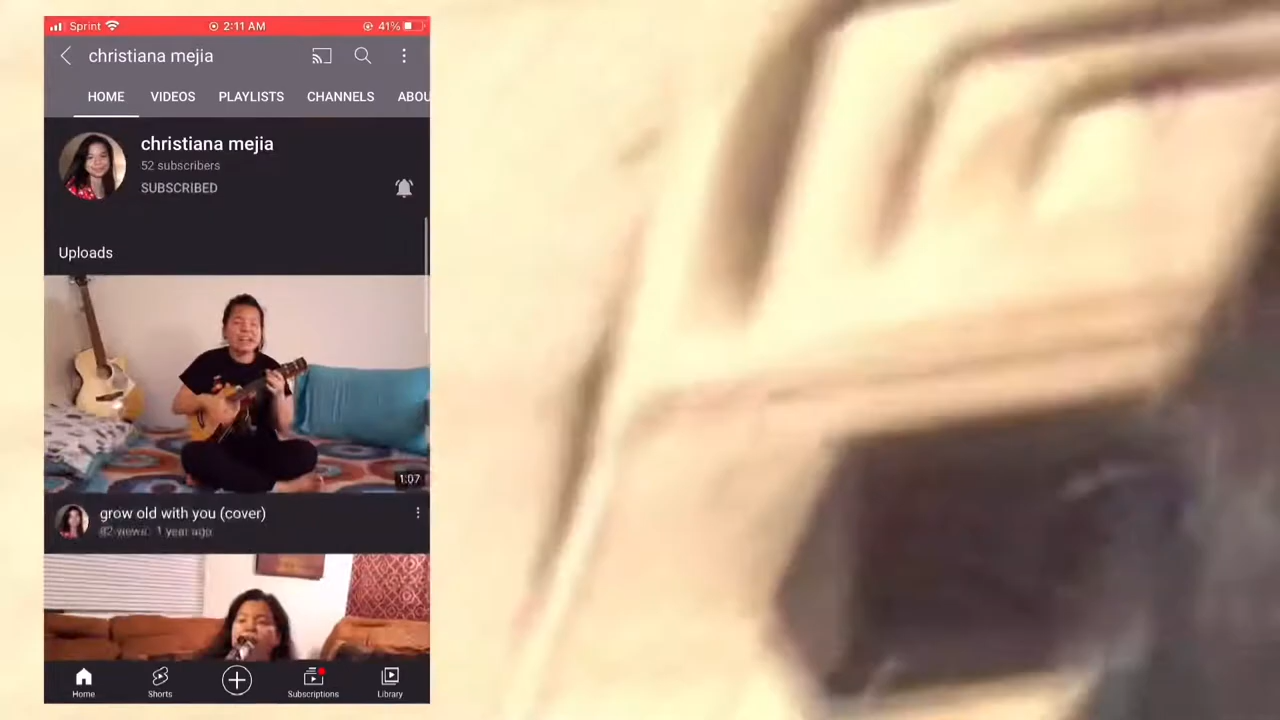 Sprint 2:11 AM 41%
christiana mejia
HOME VIDEOS PLAYLISTS CHANNELS ABOU
christiana mejia
52 subscribers
SUBSCRIBED
Uploads
1:07
grow old with you (cover)
views 1 year ago
Home Shorts Subscriptions Library